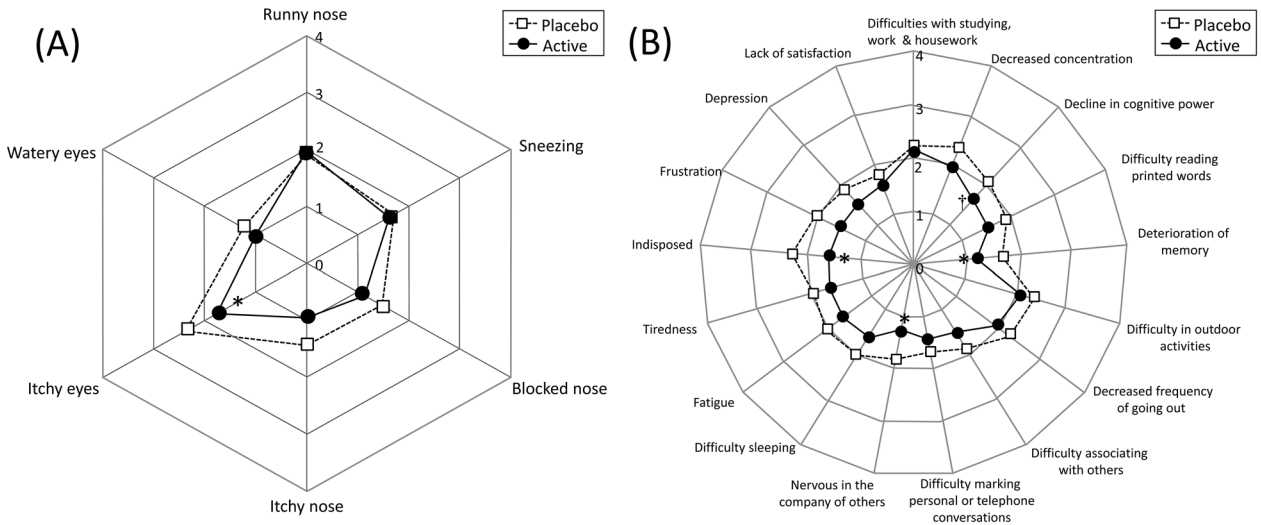 (A)
Runny nose
Placebo
Active
4
3
2
1
0
Sneezing
Blocked nose
Itchy nose
Itchy eyes
Watery eyes
*
(B)
Difficulties with studying,
work & housework
Placebo
Active
4
3
2
1
0
Decreased concentration
Decline in cognitive power
Difficulty reading
printed words
Deterioration of
memory
Difficulty in outdoor
activities
Decreased frequency
of going out
Difficulty associating
with others
Difficulty marking
personal or telephone
conversations
Nervous in the
company of others
Difficulty sleeping
Fatigue
Tiredness
Indisposed
Frustration
Depression
Lack of satisfaction
†
*
*
*